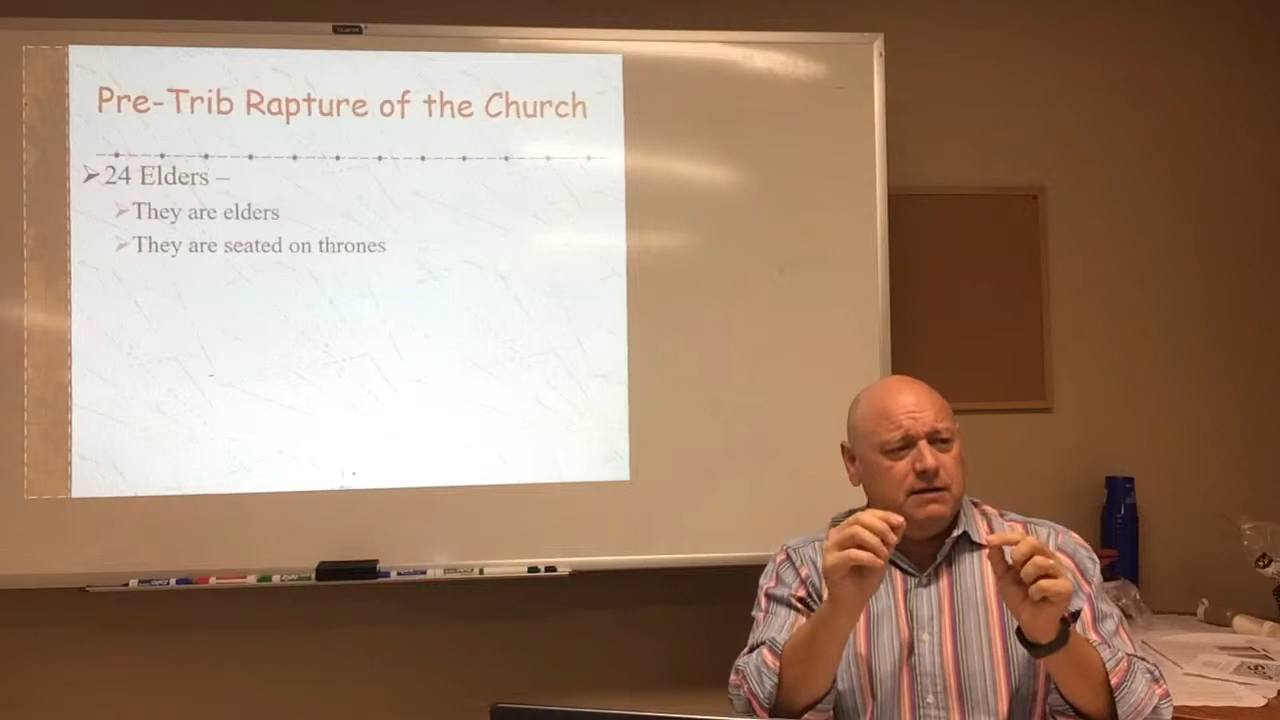 Pre-Trib Rapture of the Church
24 Elders –
They are elders
They are seated on thrones